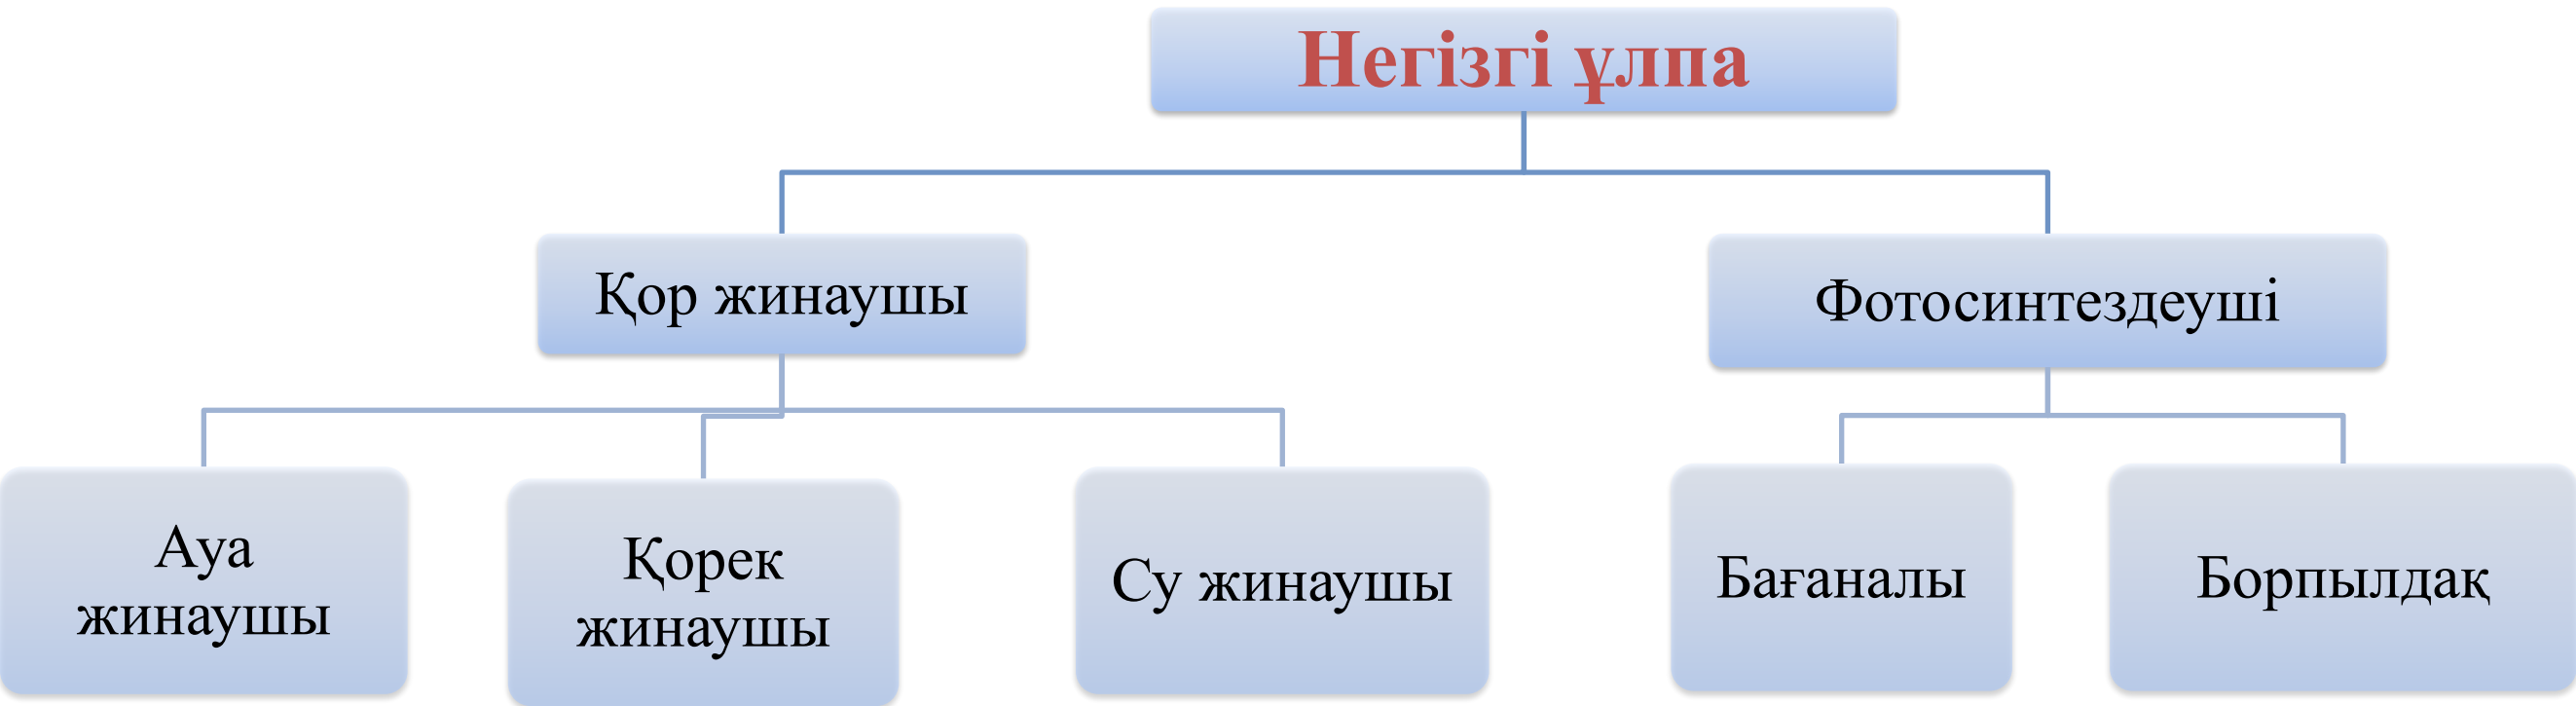 Негізгі ұлпа
Қор жинаушы
Фотосинтездеуші
Ауа
жинаушы
Қорек
жинаушы
Су жинаушы
Бағаналы
Борпылдақ